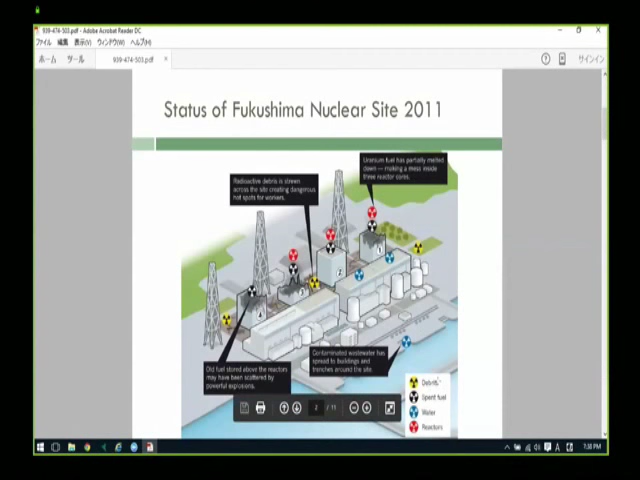 939-474-503.pdf - Adobe Acrobat Reader DC
ファイル 編集 表示(V) ウィンドウ(W) ヘルプ(H)
ホーム ツール 939-474-503.pdf × サインイン
Status of Fukushima Nuclear Site 2011
Uranium fuel has partially melted
down — making a mess inside
three reactor cores.
Radioactive debris is strewn
across the site creating dangerous
hot spots for workers.
1
2
3
4
Old fuel stored above the reactors
may have been scattered by
powerful explosions.
Contaminated wastewater has
spread to buildings and
trenches around the site.
Debris
Spent fuel
Water
Reactors
2 / 11
A 7:38 PM